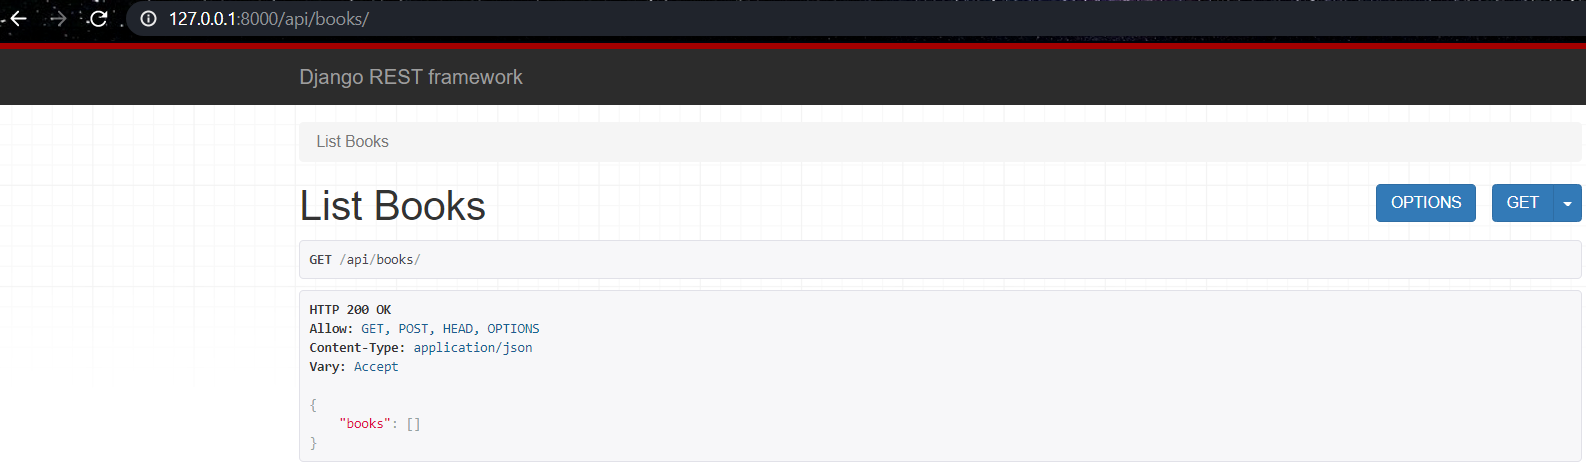 127.0.0.1:8000/api/books/
Django REST framework
List Books
List Books
OPTIONS
GET
GET /api/books/
HTTP 200 OK
Allow: GET, POST, HEAD, OPTIONS
Content-Type: application/json
Vary: Accept
{
"books": []
}